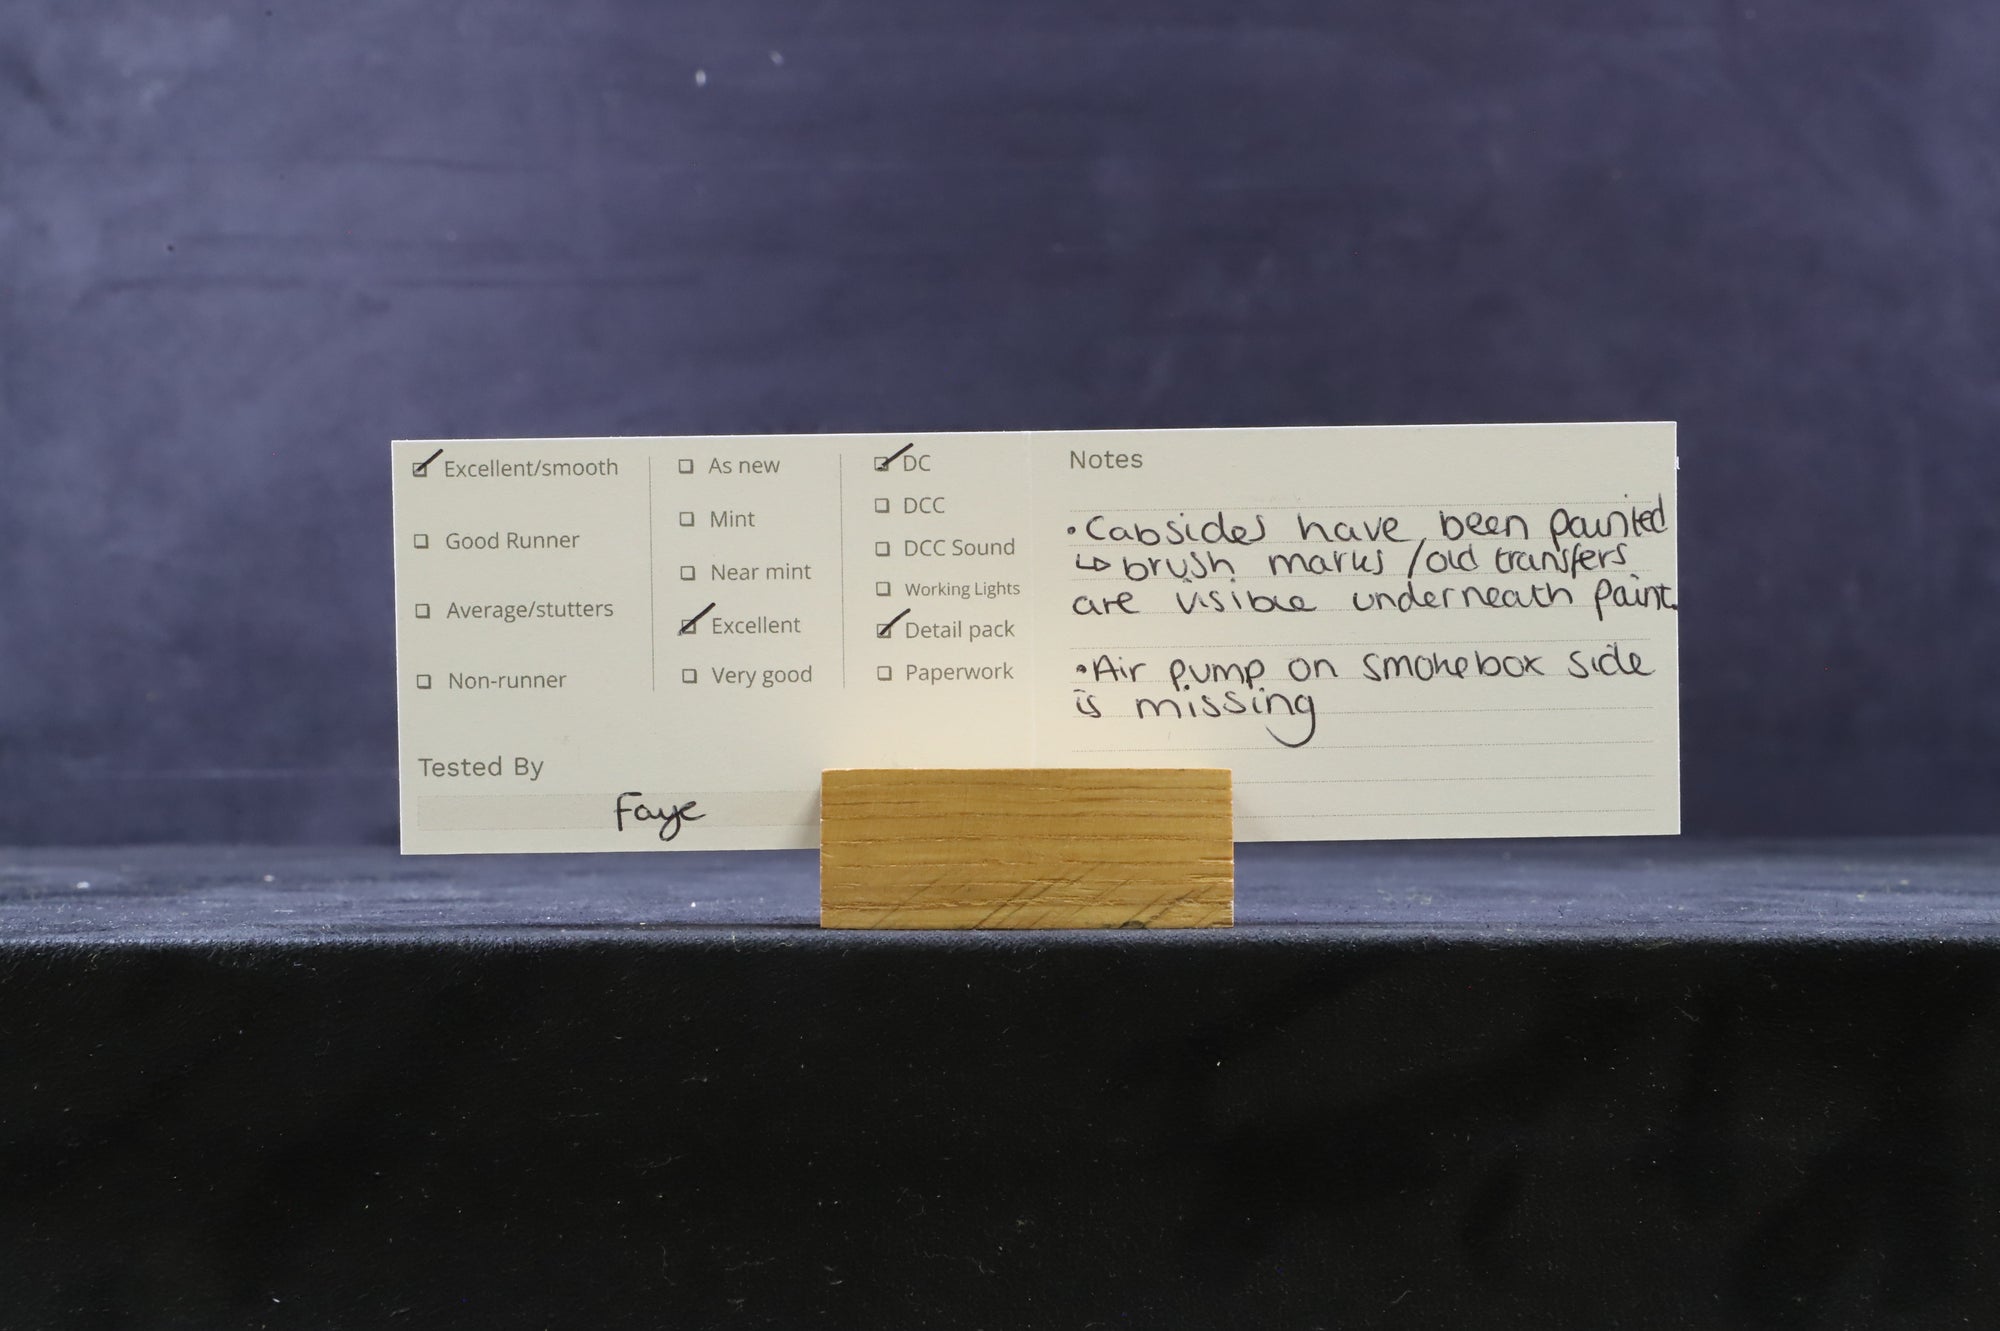 ☑ Excellent/smooth
☐ Good Runner
☐ Average/stutters
☐ Non-runner
☐ As new
☐ Mint
☐ Near mint
☑ Excellent
☐ Very good
☑ DC
☐ DCC
☐ DCC Sound
☐ Working Lights
☑ Detail pack
☐ Paperwork
Tested By
Faye
Notes
• Cabsides have been painted
↳ brush marks / old transfers
are visible underneath paint.
• Air pump on smokebox side
is missing